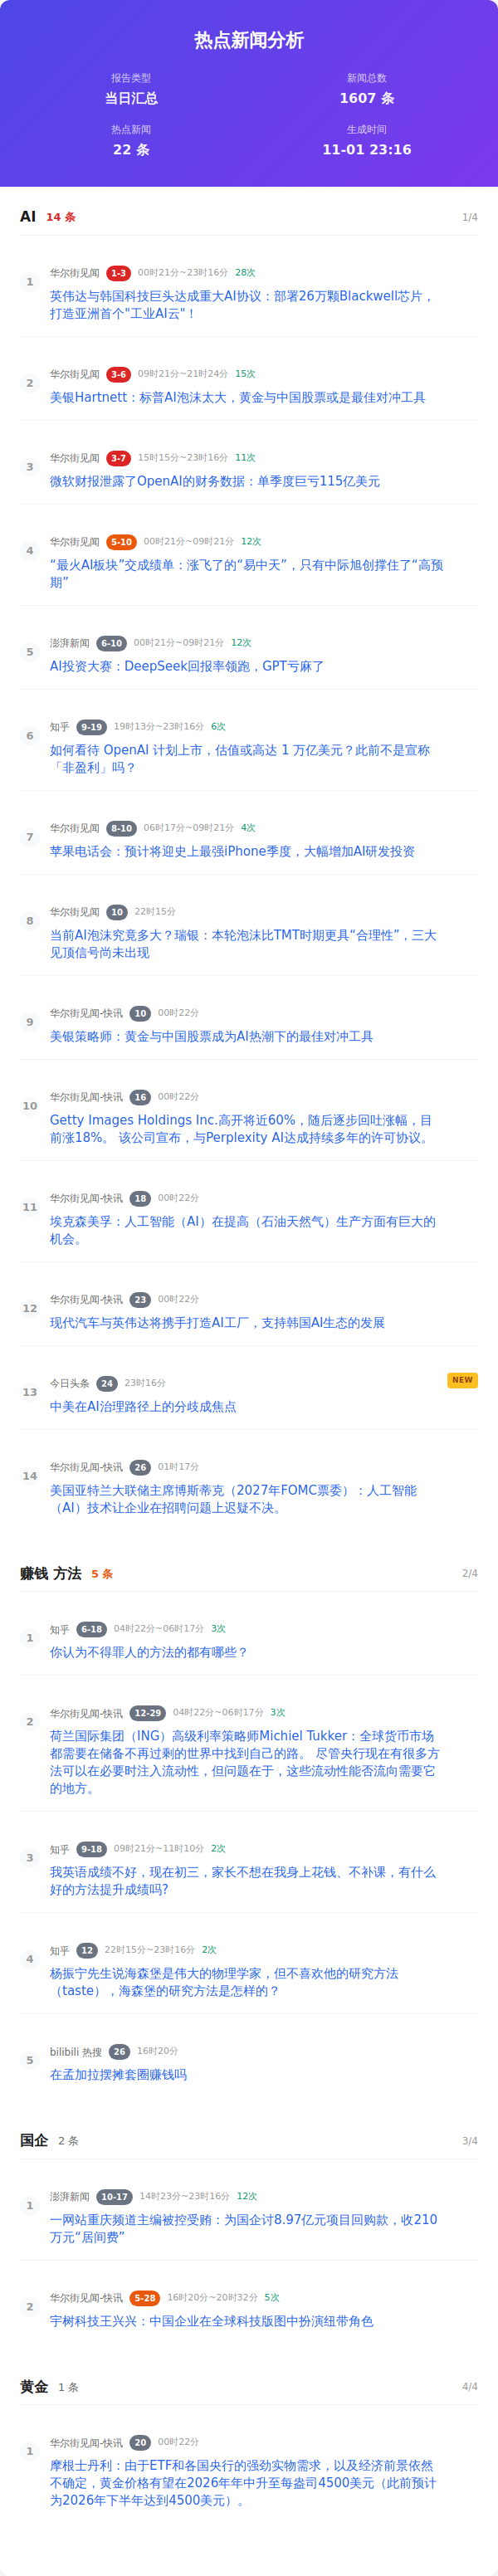 热点新闻分析
报告类型
当日汇总
新闻总数
1607 条
热点新闻
22 条
生成时间
11-01 23:16
AI 14 条 1/4
1
华尔街见闻 1-3 00时21分~23时16分 28次
英伟达与韩国科技巨头达成重大AI协议：部署26万颗Blackwell芯片，
打造亚洲首个"工业AI云"！
2
华尔街见闻 3-6 09时21分~21时24分 15次
美银Hartnett：标普AI泡沫太大，黄金与中国股票或是最佳对冲工具
3
华尔街见闻 3-7 15时15分~23时16分 11次
微软财报泄露了OpenAI的财务数据：单季度巨亏115亿美元
4
华尔街见闻 5-10 00时21分~09时21分 12次
“最火AI板块”交成绩单：涨飞了的“易中天”，只有中际旭创撑住了“高预
期”
5
澎湃新闻 6-10 00时21分~09时21分 12次
AI投资大赛：DeepSeek回报率领跑，GPT亏麻了
6
知乎 9-19 19时13分~23时16分 6次
如何看待 OpenAI 计划上市，估值或高达 1 万亿美元？此前不是宣称
「非盈利」吗？
7
华尔街见闻 8-10 06时17分~09时21分 4次
苹果电话会：预计将迎史上最强iPhone季度，大幅增加AI研发投资
8
华尔街见闻 10 22时15分
当前AI泡沫究竟多大？瑞银：本轮泡沫比TMT时期更具“合理性”，三大
见顶信号尚未出现
9
华尔街见闻-快讯 10 00时22分
美银策略师：黄金与中国股票成为AI热潮下的最佳对冲工具
10
华尔街见闻-快讯 16 00时22分
Getty Images Holdings Inc.高开将近60%，随后逐步回吐涨幅，目
前涨18%。 该公司宣布，与Perplexity AI达成持续多年的许可协议。
11
华尔街见闻-快讯 18 00时22分
埃克森美孚：人工智能（AI）在提高（石油天然气）生产方面有巨大的
机会。
12
华尔街见闻-快讯 23 00时22分
现代汽车与英伟达将携手打造AI工厂，支持韩国AI生态的发展
13
今日头条 24 23时16分 NEW
中美在AI治理路径上的分歧成焦点
14
华尔街见闻-快讯 26 01时17分
美国亚特兰大联储主席博斯蒂克（2027年FOMC票委）：人工智能
（AI）技术让企业在招聘问题上迟疑不决。
赚钱 方法 5 条 2/4
1
知乎 6-18 04时22分~06时17分 3次
你认为不得罪人的方法的都有哪些？
2
华尔街见闻-快讯 12-29 04时22分~06时17分 3次
荷兰国际集团（ING）高级利率策略师Michiel Tukker：全球货币市场
都需要在储备不再过剩的世界中找到自己的路。 尽管央行现在有很多方
法可以在必要时注入流动性，但问题在于，这些流动性能否流向需要它
的地方。
3
知乎 9-18 09时21分~11时10分 2次
我英语成绩不好，现在初三，家长不想在我身上花钱、不补课，有什么
好的方法提升成绩吗?
4
知乎 12 22时15分~23时16分 2次
杨振宁先生说海森堡是伟大的物理学家，但不喜欢他的研究方法
（taste），海森堡的研究方法是怎样的？
5
bilibili 热搜 26 16时20分
在孟加拉摆摊套圈赚钱吗
国企 2 条 3/4
1
澎湃新闻 10-17 14时23分~23时16分 12次
一网站重庆频道主编被控受贿：为国企讨8.97亿元项目回购款，收210
万元“居间费”
2
华尔街见闻-快讯 5-28 16时20分~20时32分 5次
宇树科技王兴兴：中国企业在全球科技版图中扮演纽带角色
黄金 1 条 4/4
1
华尔街见闻-快讯 20 00时22分
摩根士丹利：由于ETF和各国央行的强劲实物需求，以及经济前景依然
不确定，黄金价格有望在2026年年中升至每盎司4500美元（此前预计
为2026年下半年达到4500美元）。